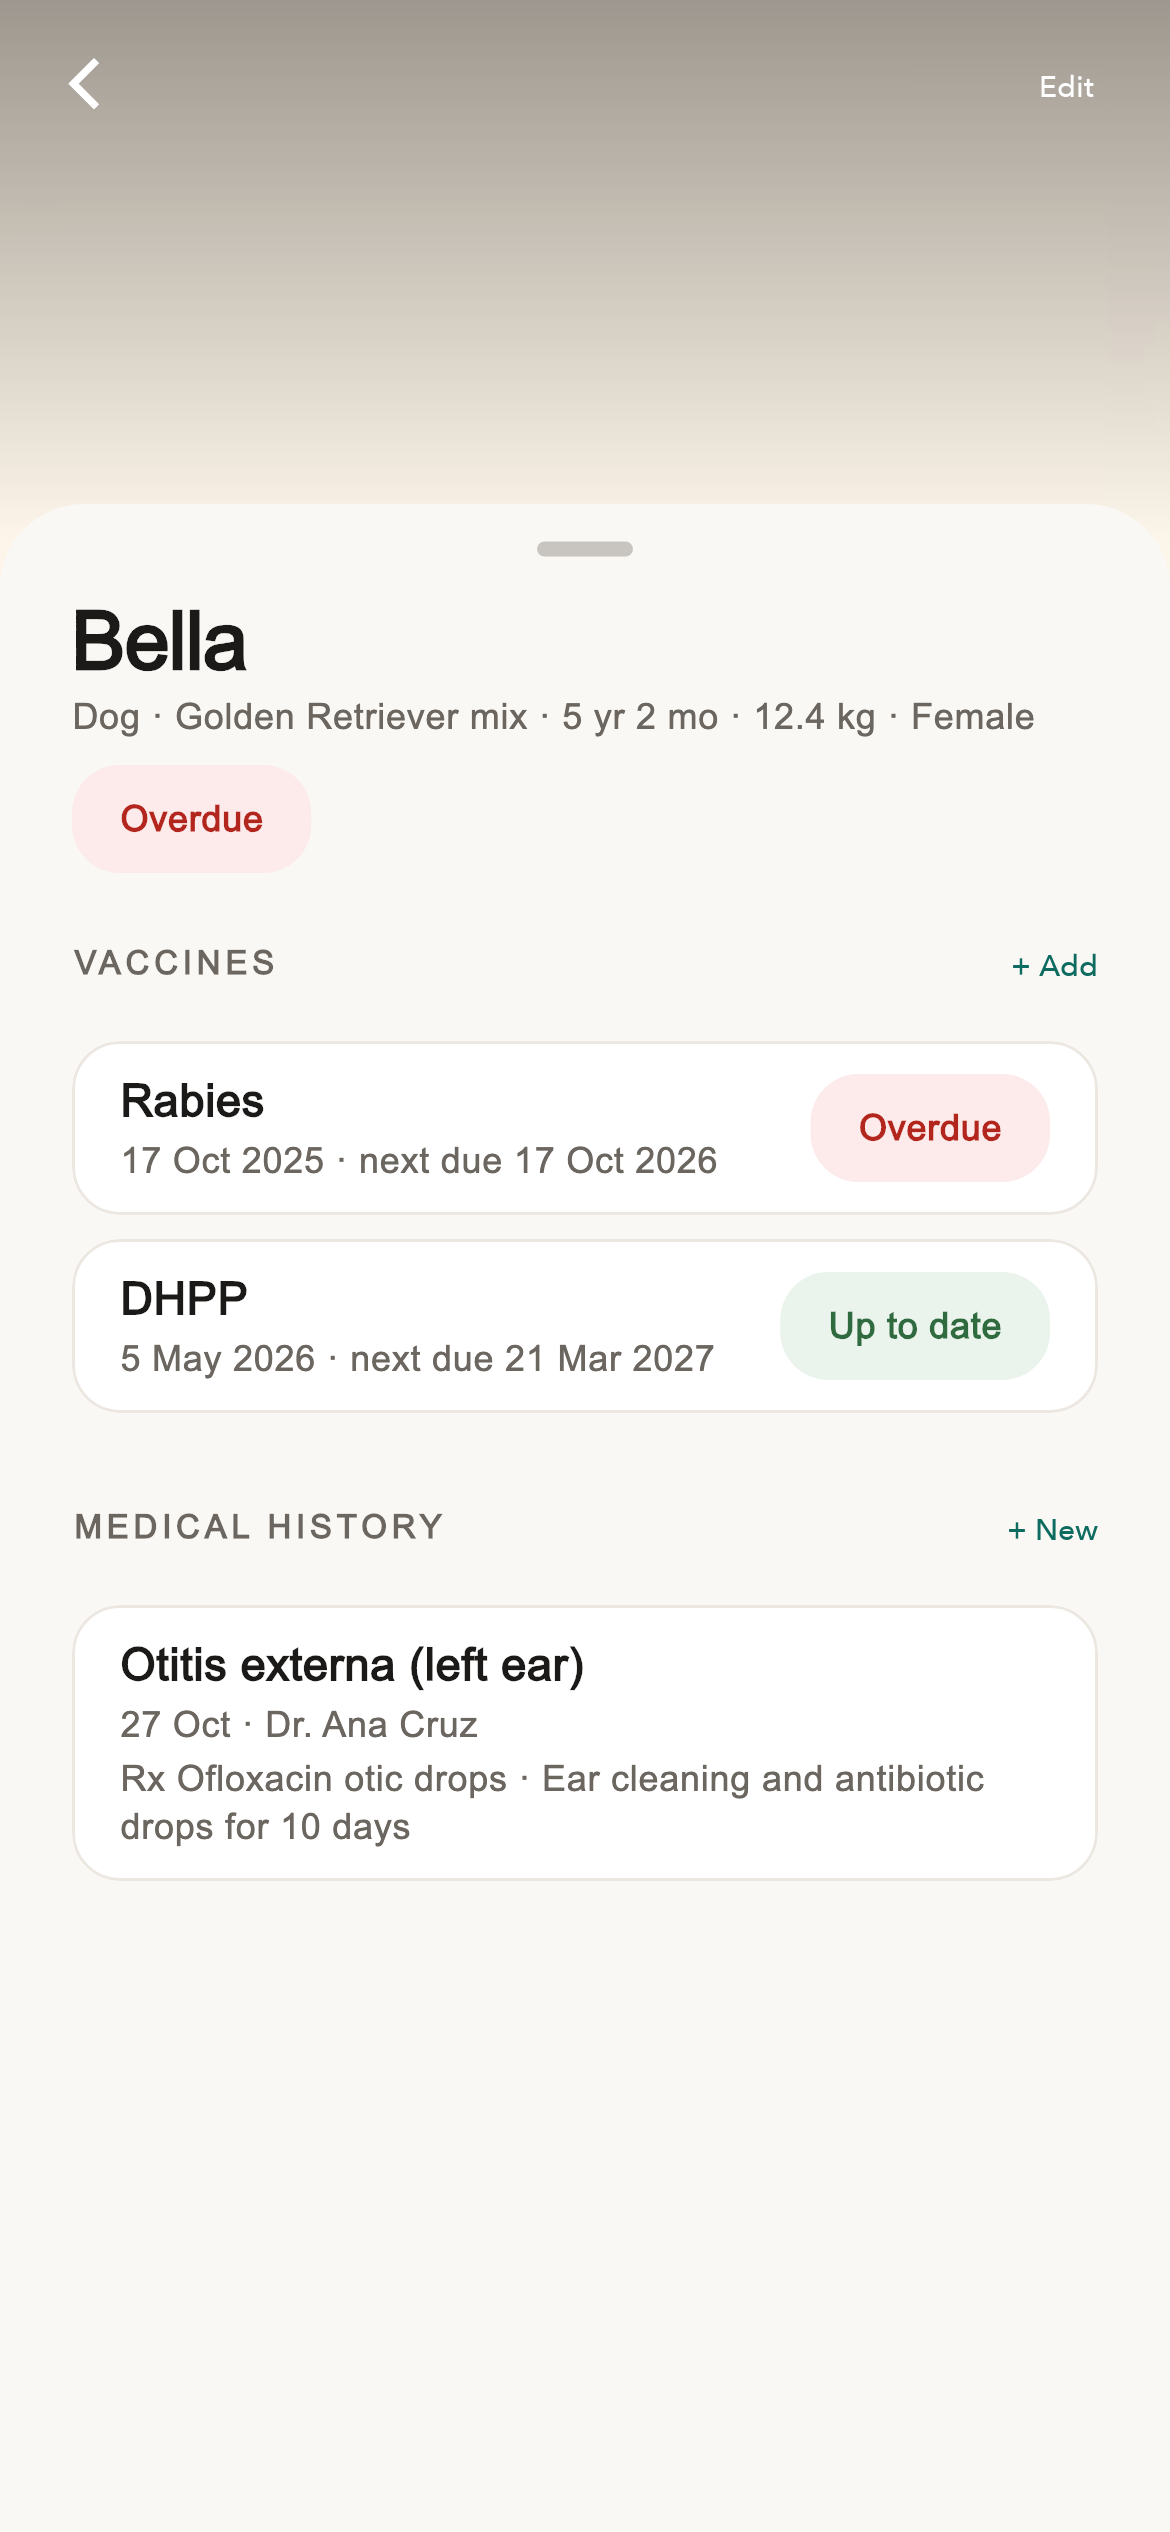 Edit
Bella
Dog · Golden Retriever mix · 5 yr 2 mo · 12.4 kg · Female
Overdue
VACCINES
+ Add
Rabies
17 Oct 2025 · next due 17 Oct 2026
Overdue
DHPP
5 May 2026 · next due 21 Mar 2027
Up to date
MEDICAL HISTORY
+ New
Otitis externa (left ear)
27 Oct · Dr. Ana Cruz
Rx Ofloxacin otic drops · Ear cleaning and antibiotic
drops for 10 days